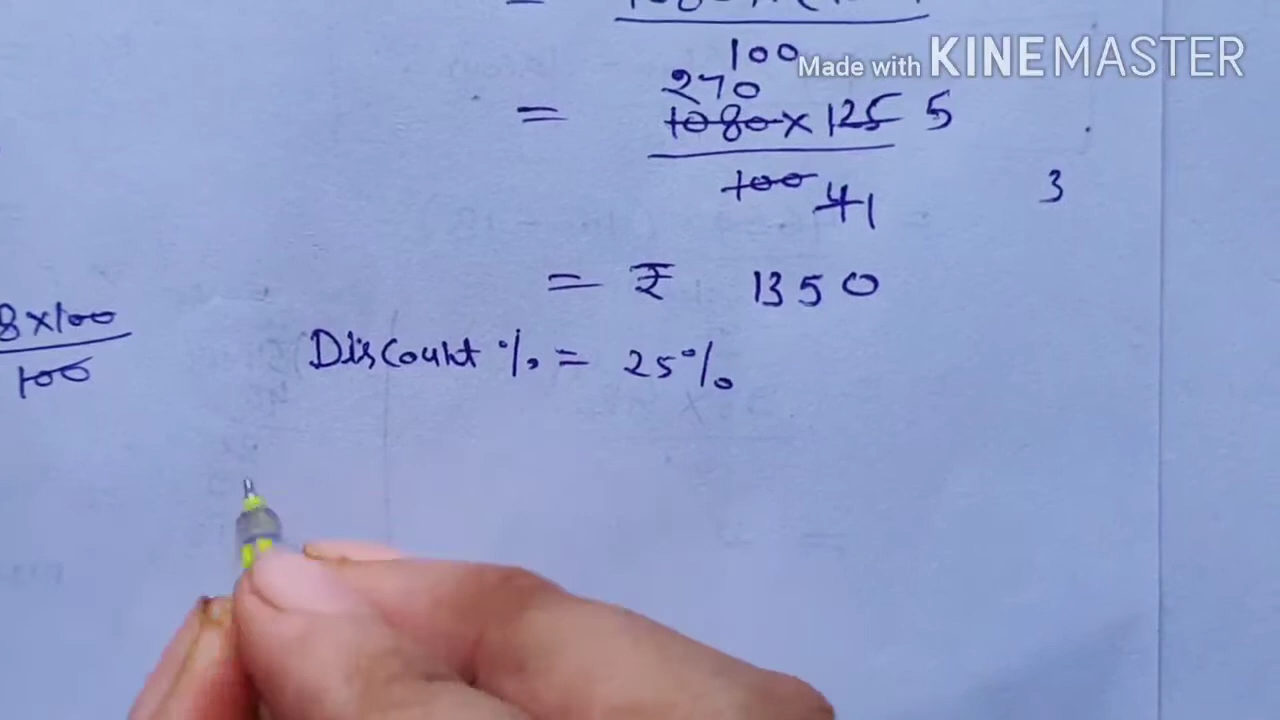 100
Made with KINEMASTER
270
= 1080 x 125 5
100 4 1
3
= ₹ 1350
8 x 100
100
Discount % = 25%